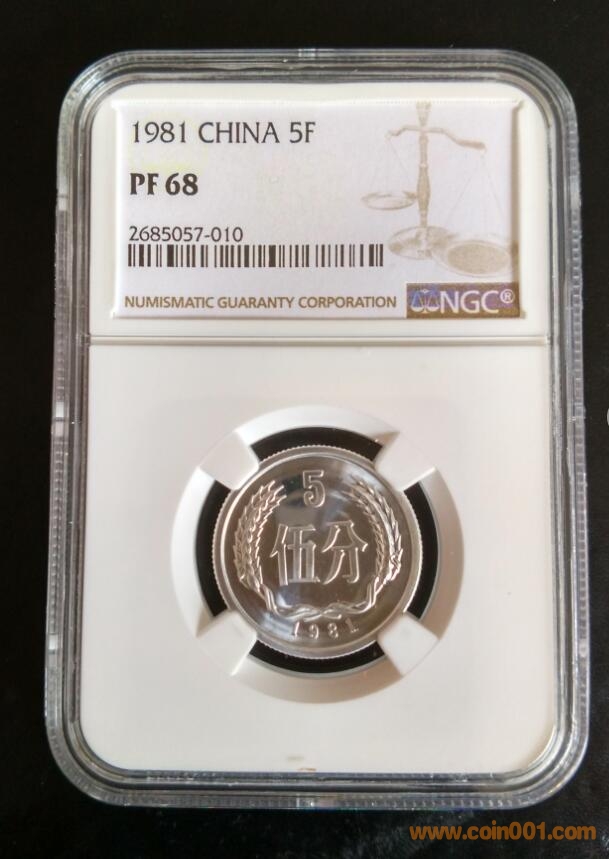 1981 CHINA 5F
PF 68
2685057-010
NUMISMATIC GUARANTY CORPORATION NGC®
5
伍分
1981
www.coin001.com